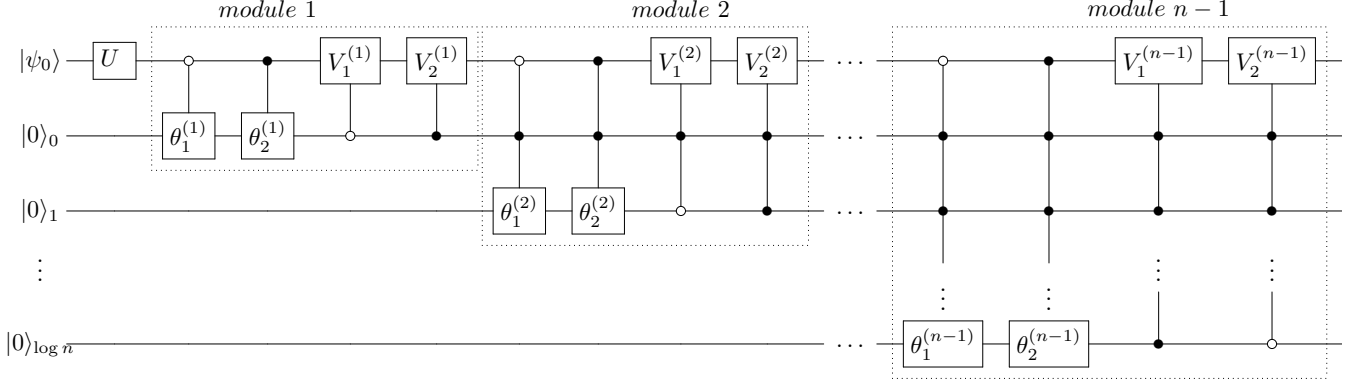 module 1 module 2 module n − 1
|ψ₀⟩ U V₁⁽¹⁾ V₂⁽¹⁾ V₁⁽²⁾ V₂⁽²⁾ ⋯ V₁⁽ⁿ⁻¹⁾ V₂⁽ⁿ⁻¹⁾
|0⟩₀ θ₁⁽¹⁾ θ₂⁽¹⁾ ⋯
|0⟩₁ θ₁⁽²⁾ θ₂⁽²⁾ ⋯
⋮ ⋮ ⋮ ⋮ ⋮
|0⟩log n ⋯ θ₁⁽ⁿ⁻¹⁾ θ₂⁽ⁿ⁻¹⁾